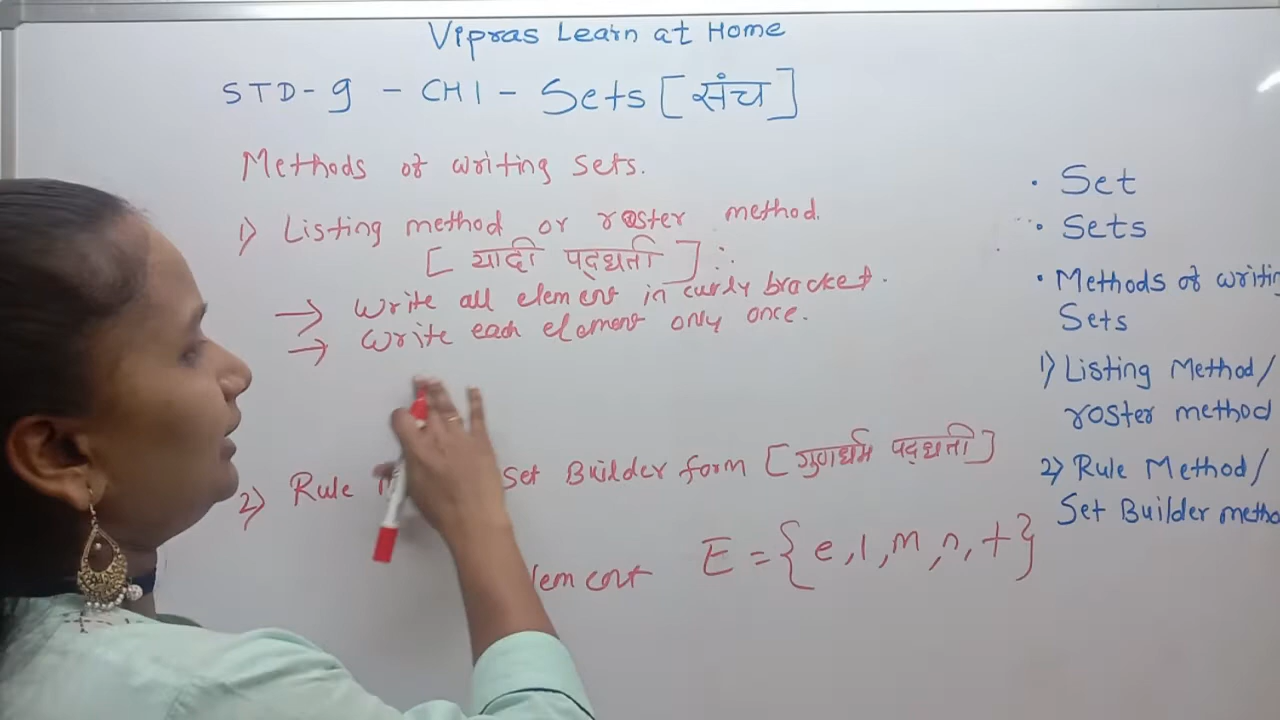 Vipras Learn at Home
STD-9 - CH1 - Sets [संच]
Methods of writing sets.
1) Listing method or roster method.
[यादी पद्धती]
→ Write all element in curly bracket.
→ Write each element only once.
2) Rule Set Builder form [गुणधर्म पद्धती]
E = {e, l, m, n, t}
· Set
· Sets
· Methods of writin
Sets
1) Listing Method/
roster method
2) Rule Method/
Set Builder metho